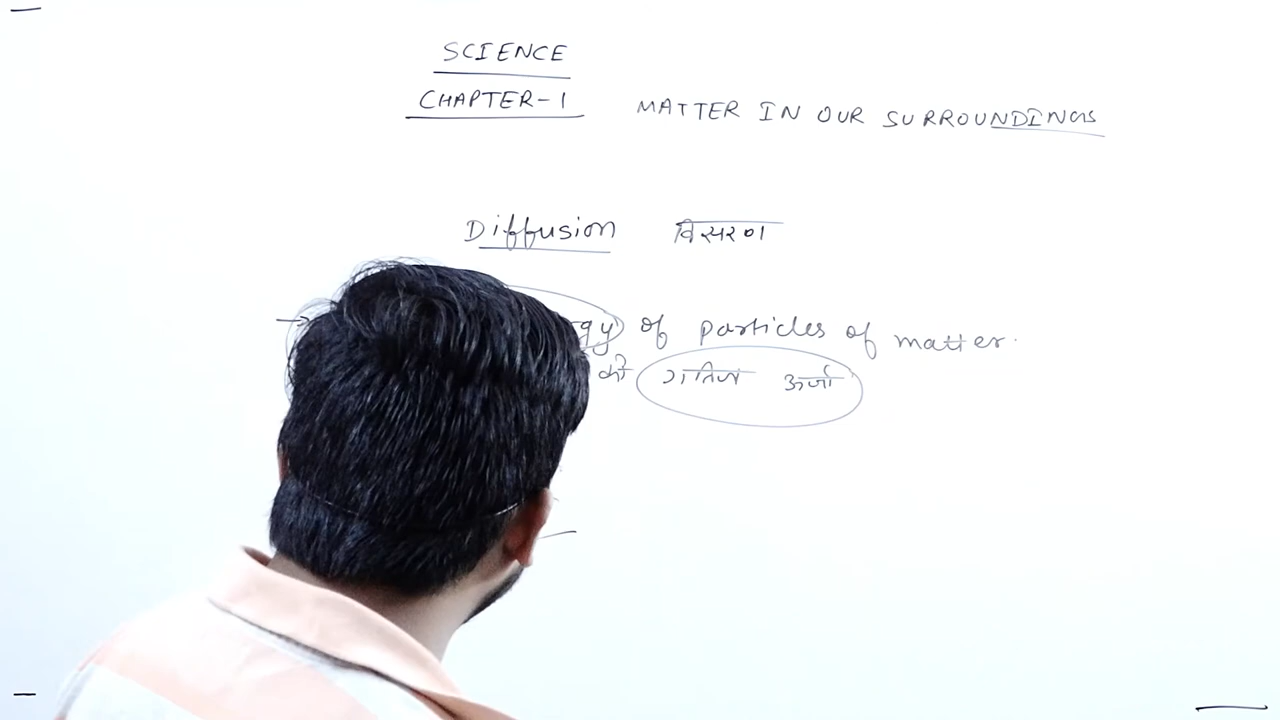 SCIENCE
CHAPTER-1 MATTER IN OUR SURROUNDINGS
Diffusion विसरण
of particles of matter.
की गतिज ऊर्जा